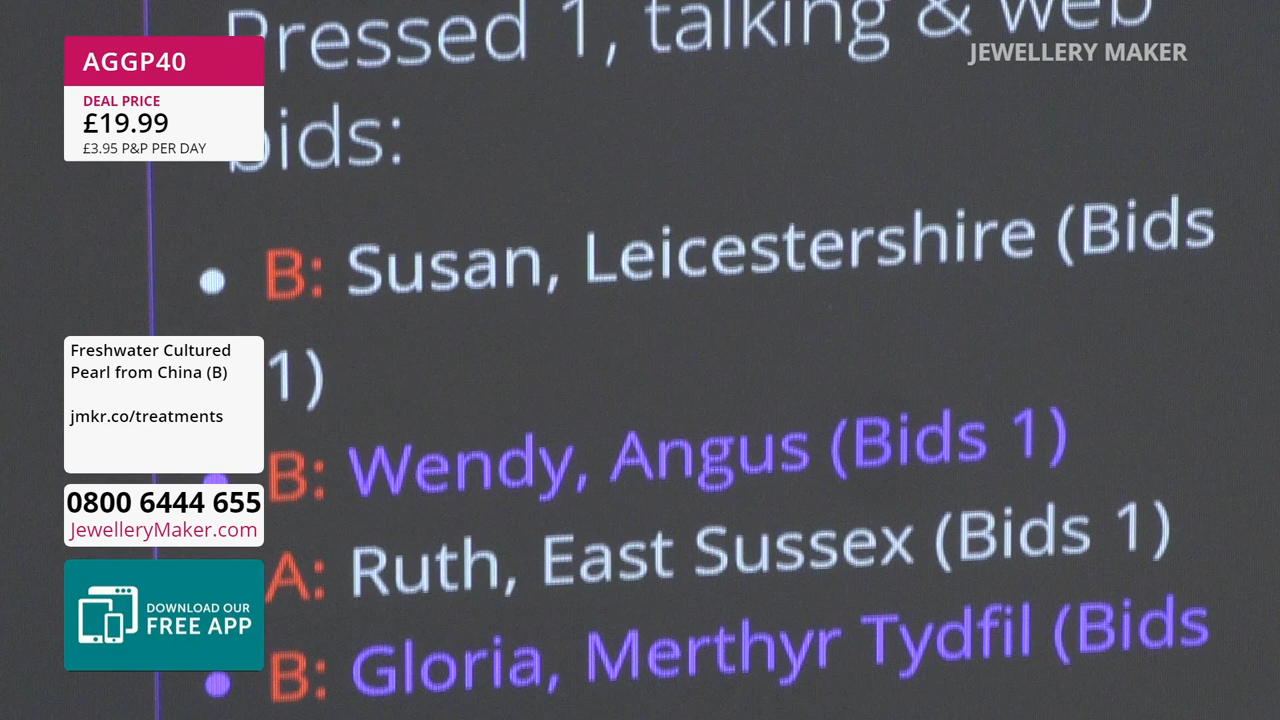 Pressed 1, talking & web
JEWELLERY MAKER
AGGP40
DEAL PRICE
£19.99
£3.95 P&P PER DAY
bids:
B: Susan, Leicestershire (Bids
1)
Freshwater Cultured
Pearl from China (B)
jmkr.co/treatments
B: Wendy, Angus (Bids 1)
0800 6444 655
JewelleryMaker.com
A: Ruth, East Sussex (Bids 1)
DOWNLOAD OUR
FREE APP
B: Gloria, Merthyr Tydfil (Bids